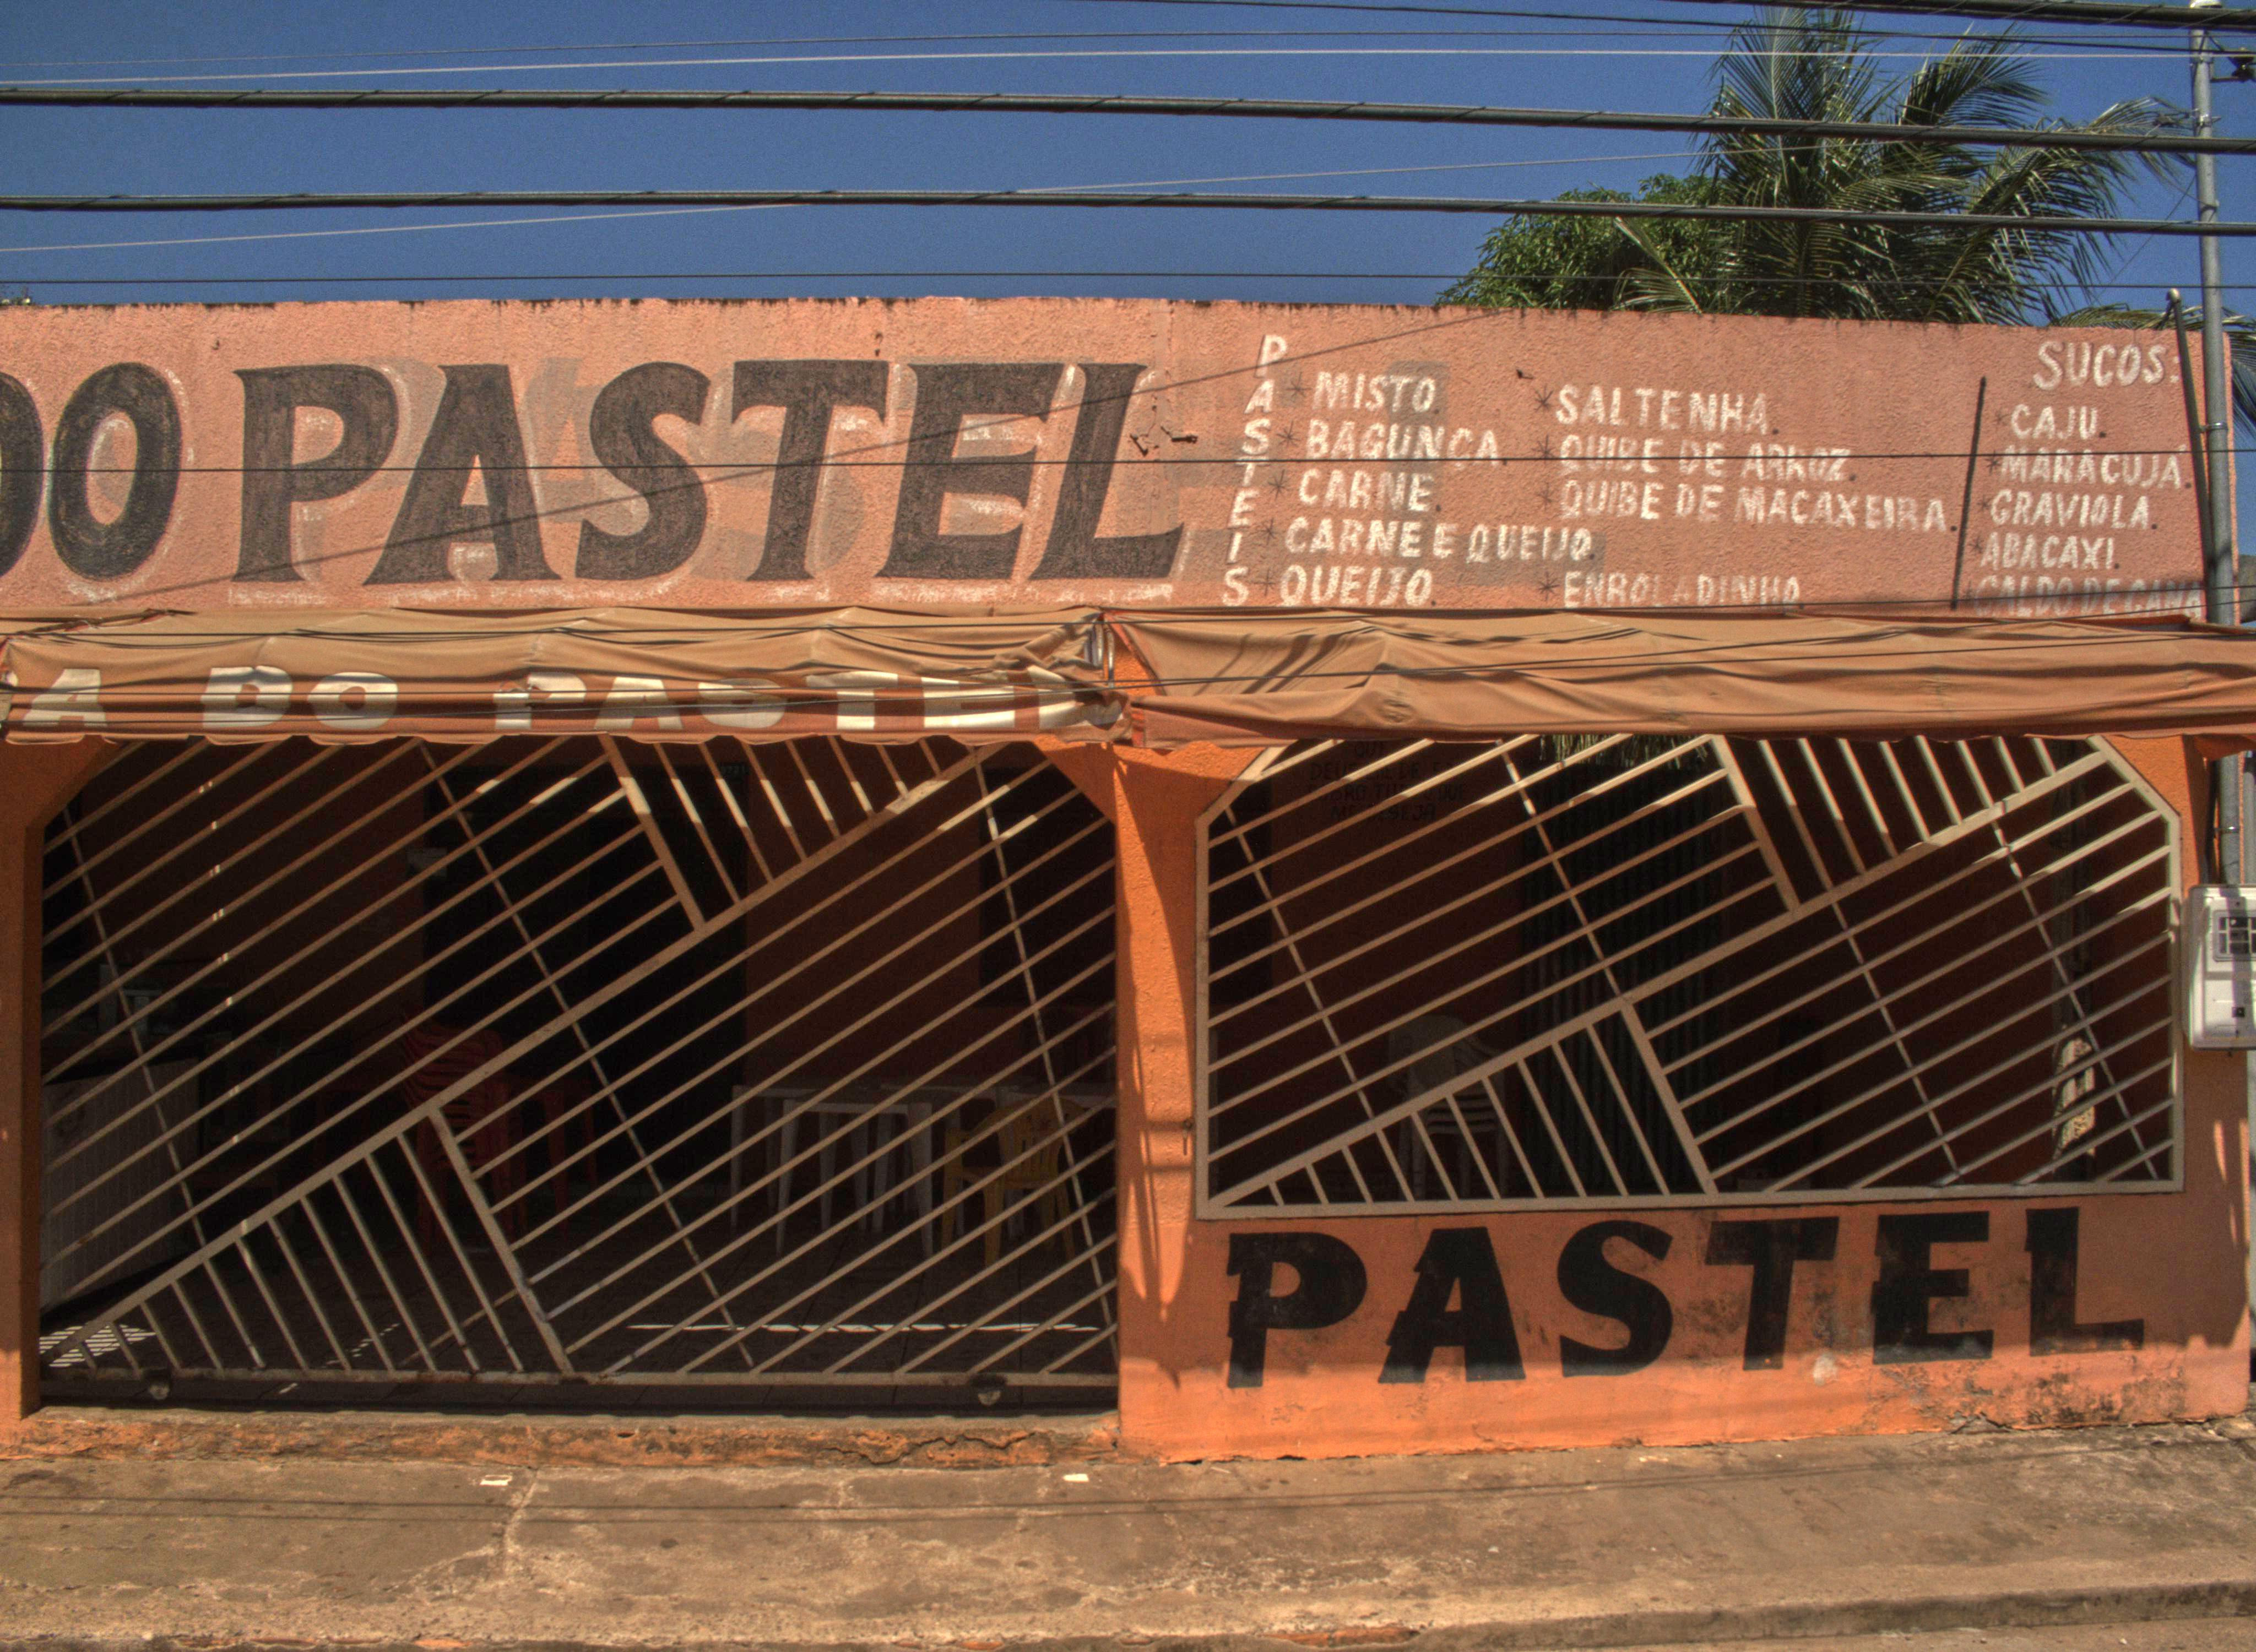 DO PASTEL
PASTEIS
* MISTO.
* BAGUNÇA.
* CARNE.
* CARNE E QUEIJO.
* QUEIJO.
* SALTENHA.
* QUIBE DE ARROZ.
* QUIBE DE MACAXEIRA.
* ENROLADINHO.
SUCOS:
* CAJU.
* MARACUJÁ.
* GRAVIOLA.
* ABACAXI.
* CALDO DE CANA
A DO PASTEL
PASTEL